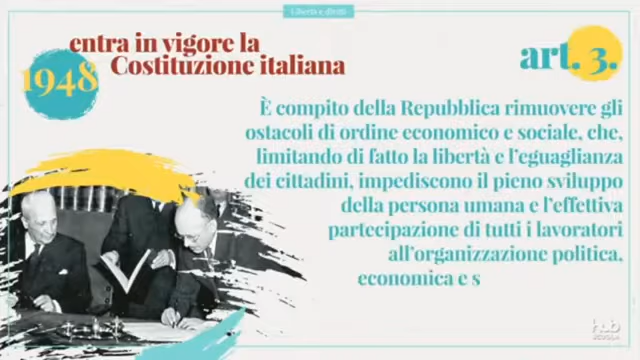 Libertà e diritti
entra in vigore la
1948 Costituzione italiana
art. 3.
È compito della Repubblica rimuovere gli
ostacoli di ordine economico e sociale, che,
limitando di fatto la libertà e l'eguaglianza
dei cittadini, impediscono il pieno sviluppo
della persona umana e l'effettiva
partecipazione di tutti i lavoratori
all'organizzazione politica,
economica e s
hub
SCUOLA